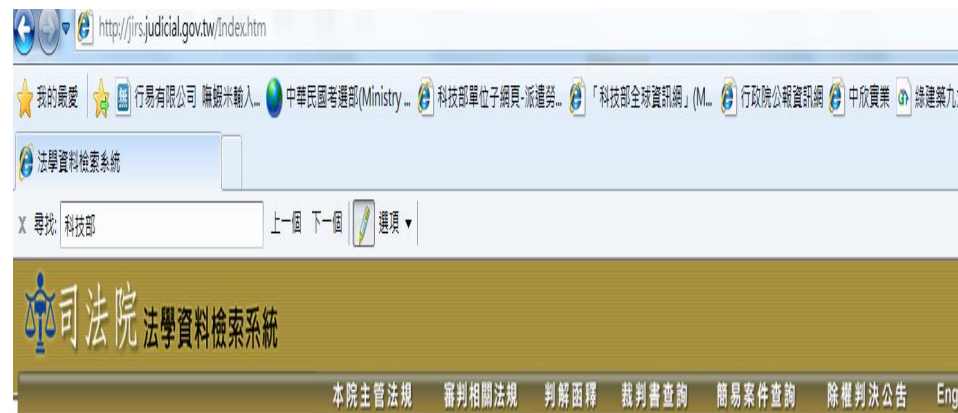 http://jirs.judicial.gov.tw/Index.htm
我的最愛 行易有限公司 嘸蝦米輸入... 中華民國考選部(Ministry ... 科技部單位子網頁-派遣勞... 「科技部全球資訊網」(M... 行政院公報資訊網 中欣實業 綠建築九大
法學資料檢索系統
X 尋找: 科技部 上一個 下一個 選項
司法院 法學資料檢索系統
本院主管法規 審判相關法規 判解函釋 裁判書查詢 簡易案件查詢 除權判決公告 Eng